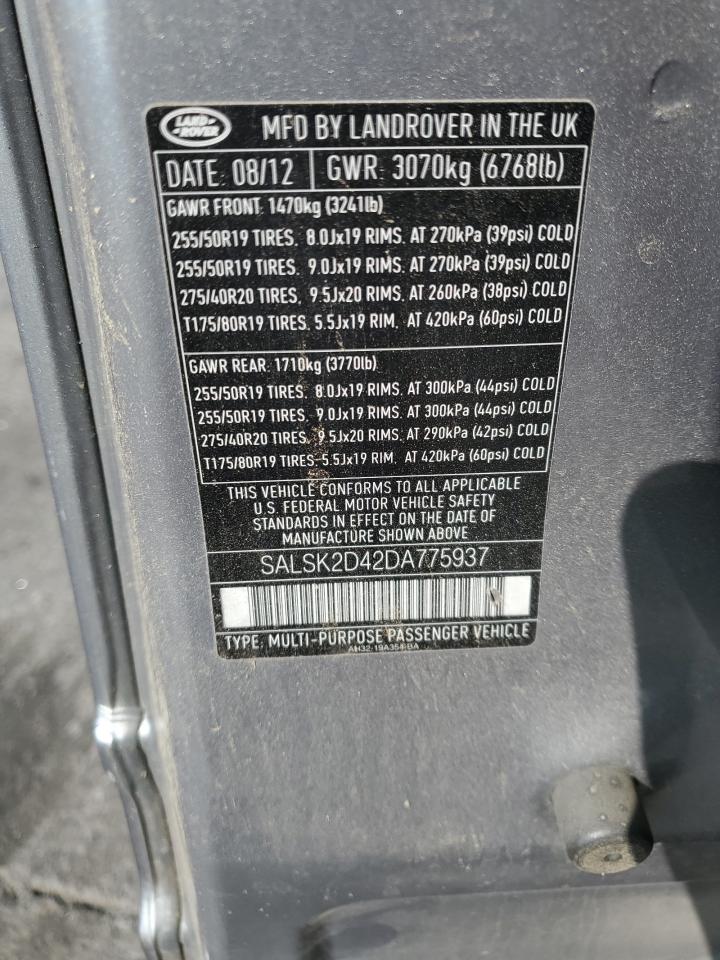 LAND ROVER MFD BY LANDROVER IN THE UK
DATE: 08/12 GWR: 3070kg (6768lb)
GAWR FRONT: 1470kg (3241lb)
255/50R19 TIRES, 8.0Jx19 RIMS, AT 270kPa (39psi) COLD
255/50R19 TIRES, 9.0Jx19 RIMS, AT 270kPa (39psi) COLD
275/40R20 TIRES, 9.5Jx20 RIMS, AT 260kPa (38psi) COLD
T175/80R19 TIRES, 5.5Jx19 RIM, AT 420kPa (60psi) COLD
GAWR REAR: 1710kg (3770lb)
255/50R19 TIRES, 8.0Jx19 RIMS, AT 300kPa (44psi) COLD
255/50R19 TIRES, 9.0Jx19 RIMS, AT 300kPa (44psi) COLD
275/40R20 TIRES, 9.5Jx20 RIMS, AT 290kPa (42psi) COLD
T175/80R19 TIRES, 5.5Jx19 RIM, AT 420kPa (60psi) COLD
THIS VEHICLE CONFORMS TO ALL APPLICABLE
U.S. FEDERAL MOTOR VEHICLE SAFETY
STANDARDS IN EFFECT ON THE DATE OF
MANUFACTURE SHOWN ABOVE
SALSK2D42DA775937
TYPE: MULTI-PURPOSE PASSENGER VEHICLE